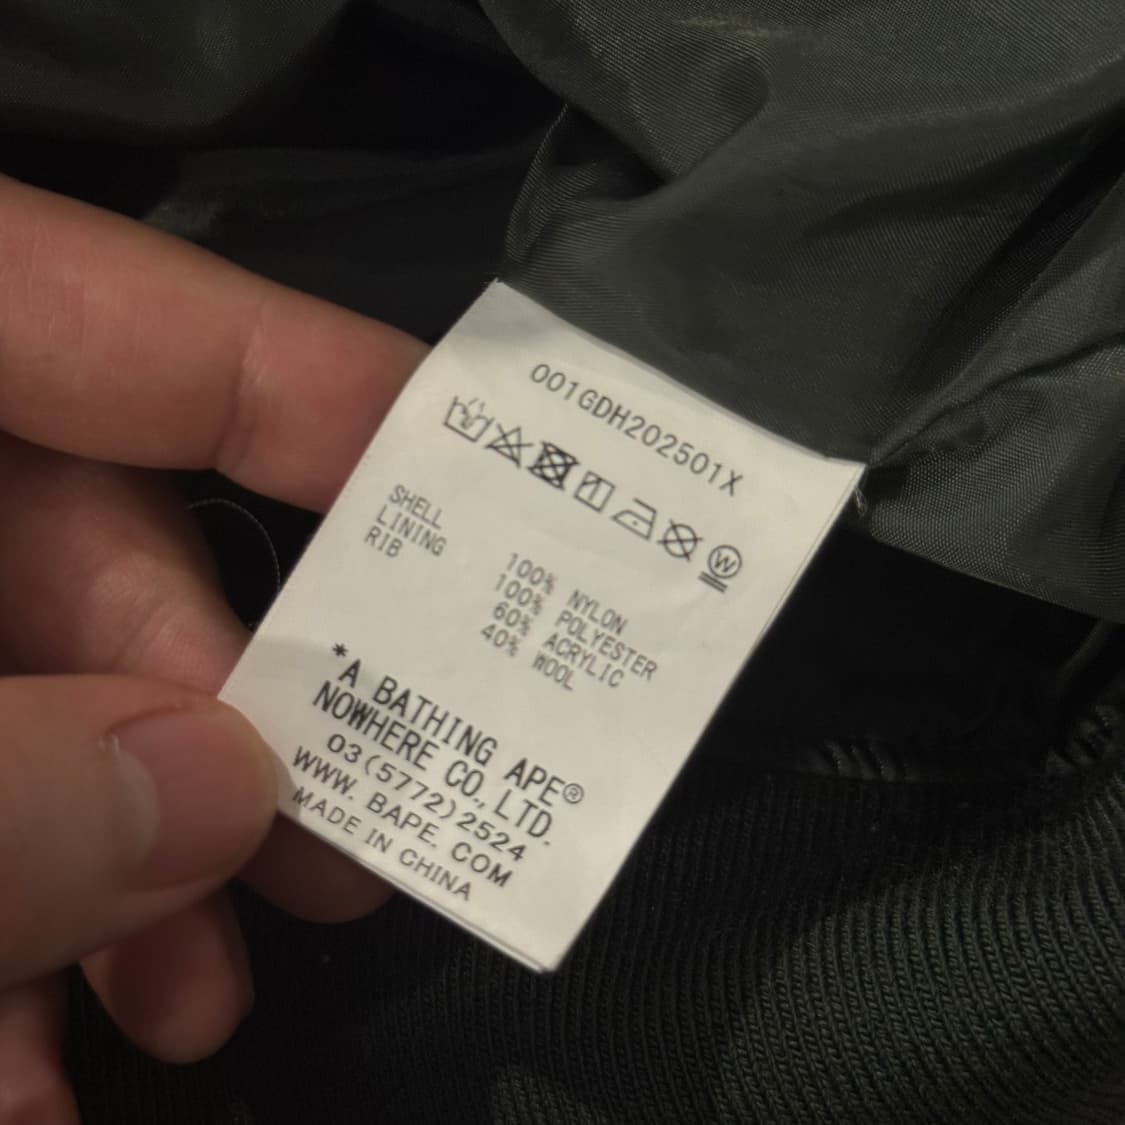 001GDH202501X
W
SHELL 100% NYLON
LINING 100% POLYESTER
RIB 60% ACRYLIC
40% WOOL
*A BATHING APE®
NOWHERE CO.,LTD.
03(5772)2524
WWW.BAPE.COM
MADE IN CHINA